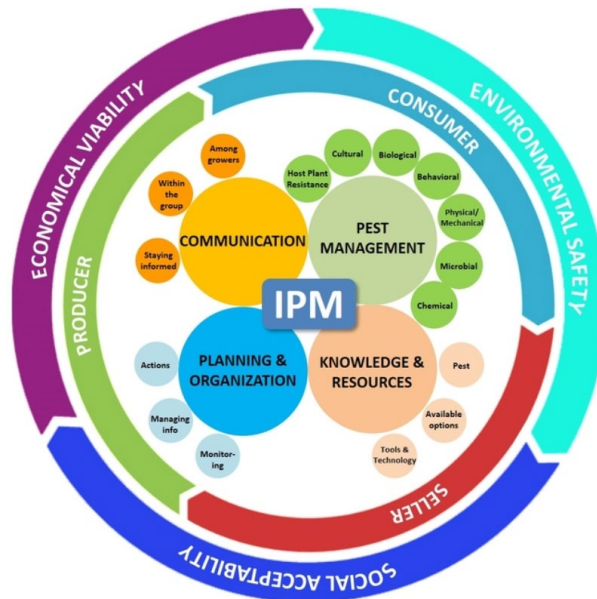 ECONOMICAL VIABILITY
ENVIRONMENTAL SAFETY
SOCIAL ACCEPTABILITY
PRODUCER
CONSUMER
SELLER
Among
growers
Within
the
group
Staying
informed
COMMUNICATION
Host Plant
Resistance
Cultural
Biological
Behavioral
Physical/
Mechanical
Microbial
Chemical
PEST
MANAGEMENT
IPM
PLANNING &
ORGANIZATION
Actions
Managing
info
Monitor-
ing
KNOWLEDGE &
RESOURCES
Pest
Available
options
Tools &
Technology